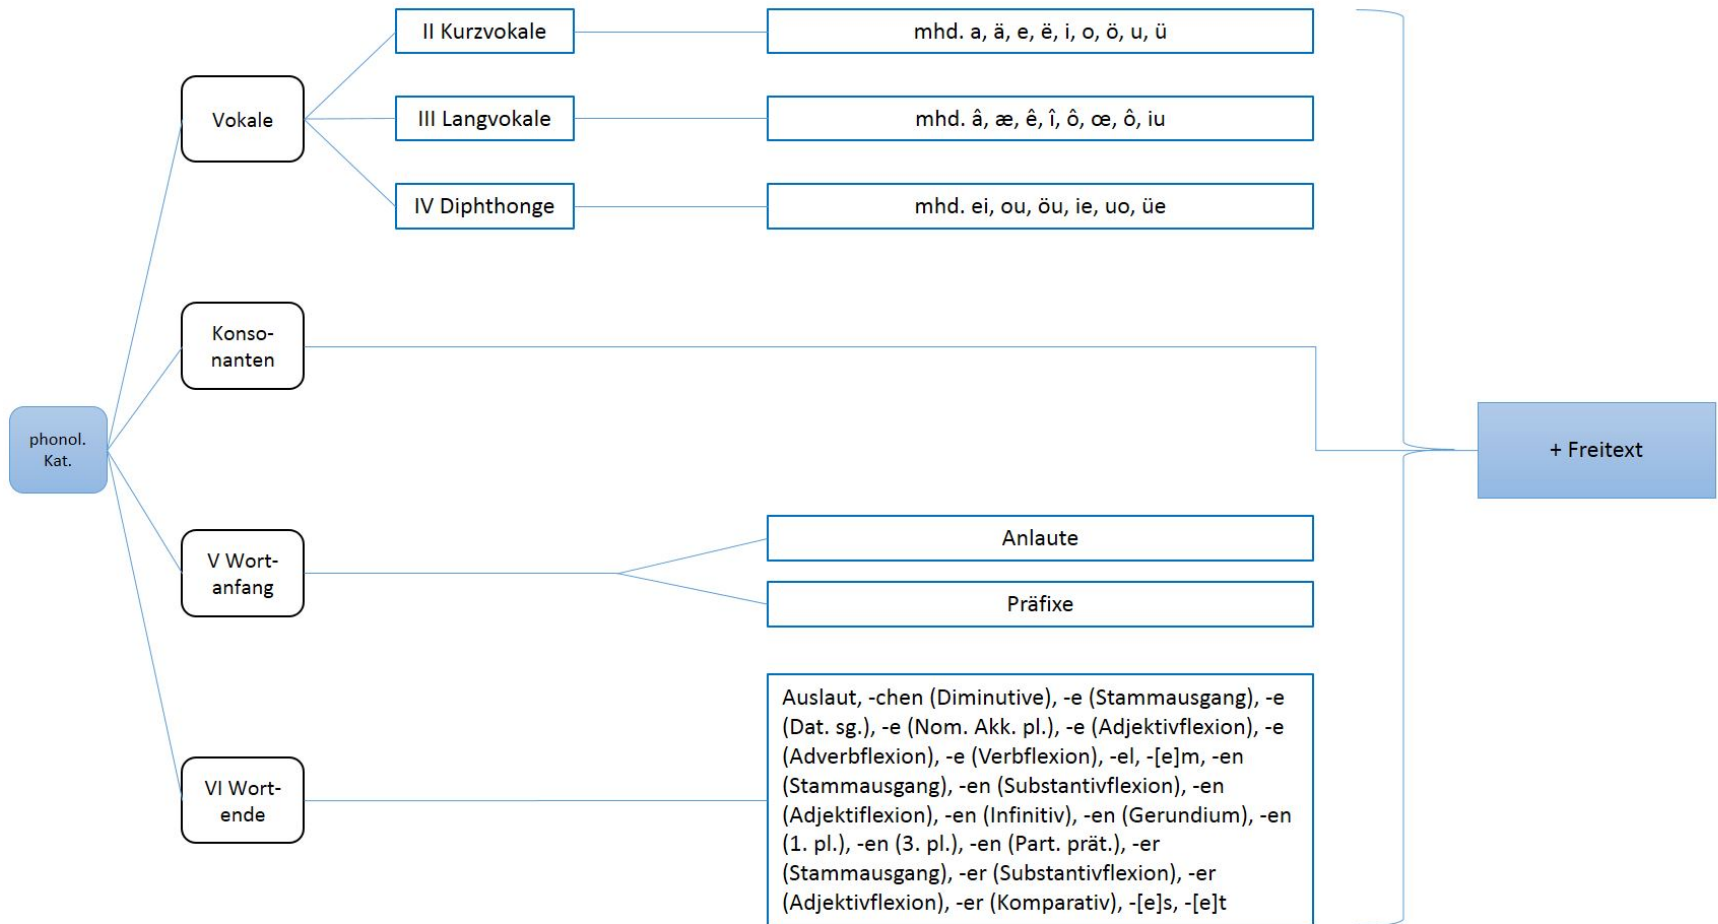 II Kurzvokale
mhd. a, ä, e, ë, i, o, ö, u, ü
Vokale
III Langvokale
mhd. â, æ, ê, î, ô, œ, ô, iu
IV Diphthonge
mhd. ei, ou, öu, ie, uo, üe
Konso-
nanten
phonol.
Kat.
+ Freitext
V Wort-
anfang
Anlaute
Präfixe
VI Wort-
ende
Auslaut, -chen (Diminutive), -e (Stammausgang), -e
(Dat. sg.), -e (Nom. Akk. pl.), -e (Adjektivflexion), -e
(Adverbflexion), -e (Verbflexion), -el, -[e]m, -en
(Stammausgang), -en (Substantivflexion), -en
(Adjektiflexion), -en (Infinitiv), -en (Gerundium), -en
(1. pl.), -en (3. pl.), -en (Part. prät.), -er
(Stammausgang), -er (Substantivflexion), -er
(Adjektivflexion), -er (Komparativ), -[e]s, -[e]t